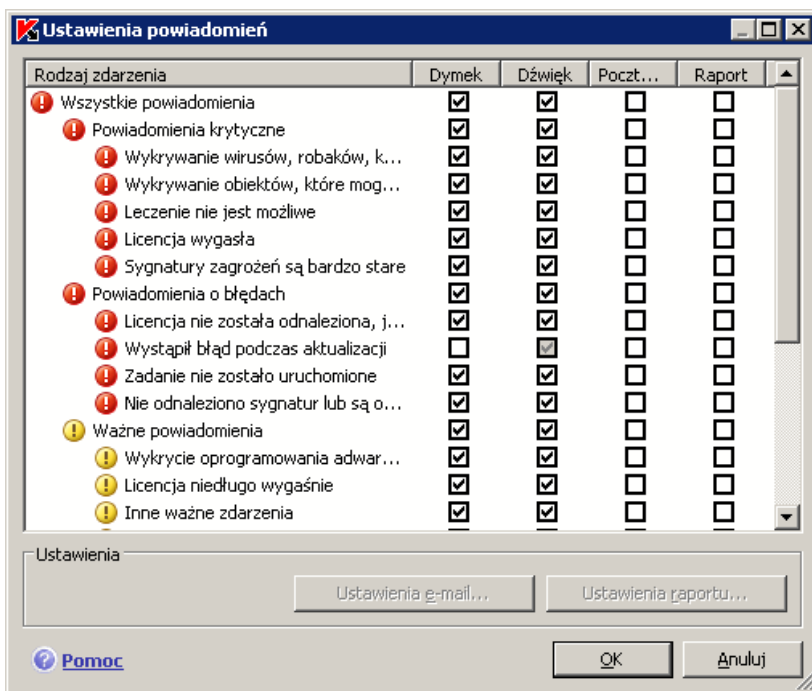 Ustawienia powiadomień
Rodzaj zdarzenia Dymek Dźwięk Poczt... Raport
Wszystkie powiadomienia
Powiadomienia krytyczne
Wykrywanie wirusów, robaków, k...
Wykrywanie obiektów, które mog...
Leczenie nie jest możliwe
Licencja wygasła
Sygnatury zagrożeń są bardzo stare
Powiadomienia o błędach
Licencja nie została odnaleziona, j...
Wystąpił błąd podczas aktualizacji
Zadanie nie zostało uruchomione
Nie odnaleziono sygnatur lub są o...
Ważne powiadomienia
Wykrycie oprogramowania adwar...
Licencja niedługo wygaśnie
Inne ważne zdarzenia
Ustawienia
Ustawienia e-mail... Ustawienia raportu...
Pomoc OK Anuluj